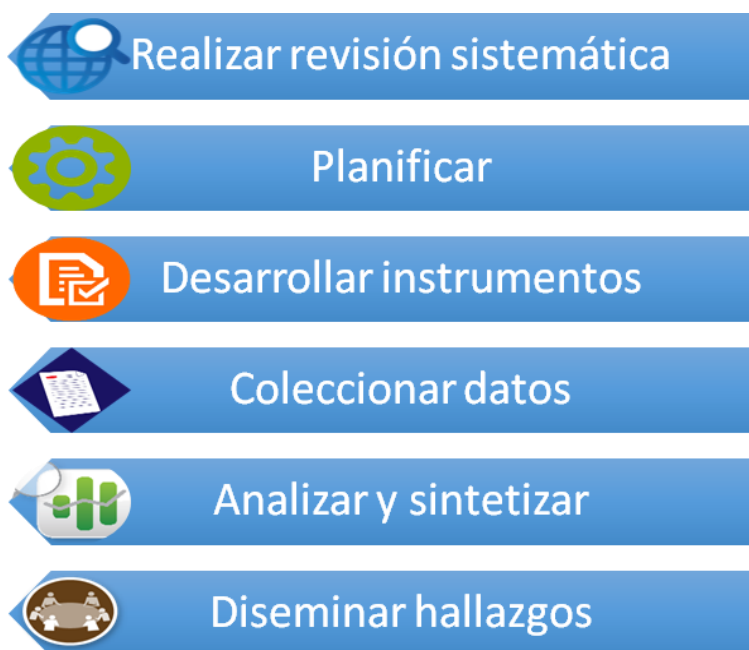 Realizar revisión sistemática
Planificar
Desarrollar instrumentos
Coleccionar datos
Analizar y sintetizar
Diseminar hallazgos